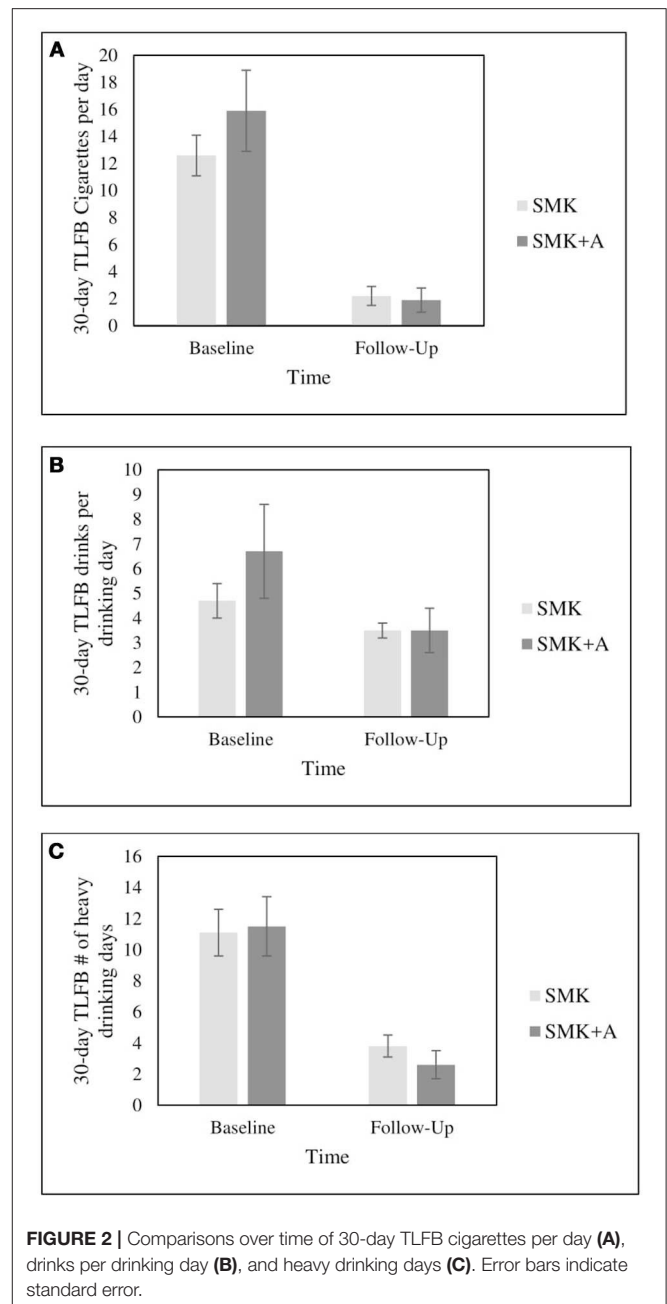 A
30-day TLFB Cigarettes per day
20
18
16
14
12
10
8
6
4
2
0
Baseline
Follow-Up
Time
SMK
SMK+A
B
30-day TLFB drinks per
drinking day
10
9
8
7
6
5
4
3
2
1
0
Baseline
Follow-Up
Time
SMK
SMK+A
C
30-day TLFB # of heavy
drinking days
16
14
12
10
8
6
4
2
0
Baseline
Follow-Up
Time
SMK
SMK+A
FIGURE 2 | Comparisons over time of 30-day TLFB cigarettes per day (A),
drinks per drinking day (B), and heavy drinking days (C). Error bars indicate
standard error.